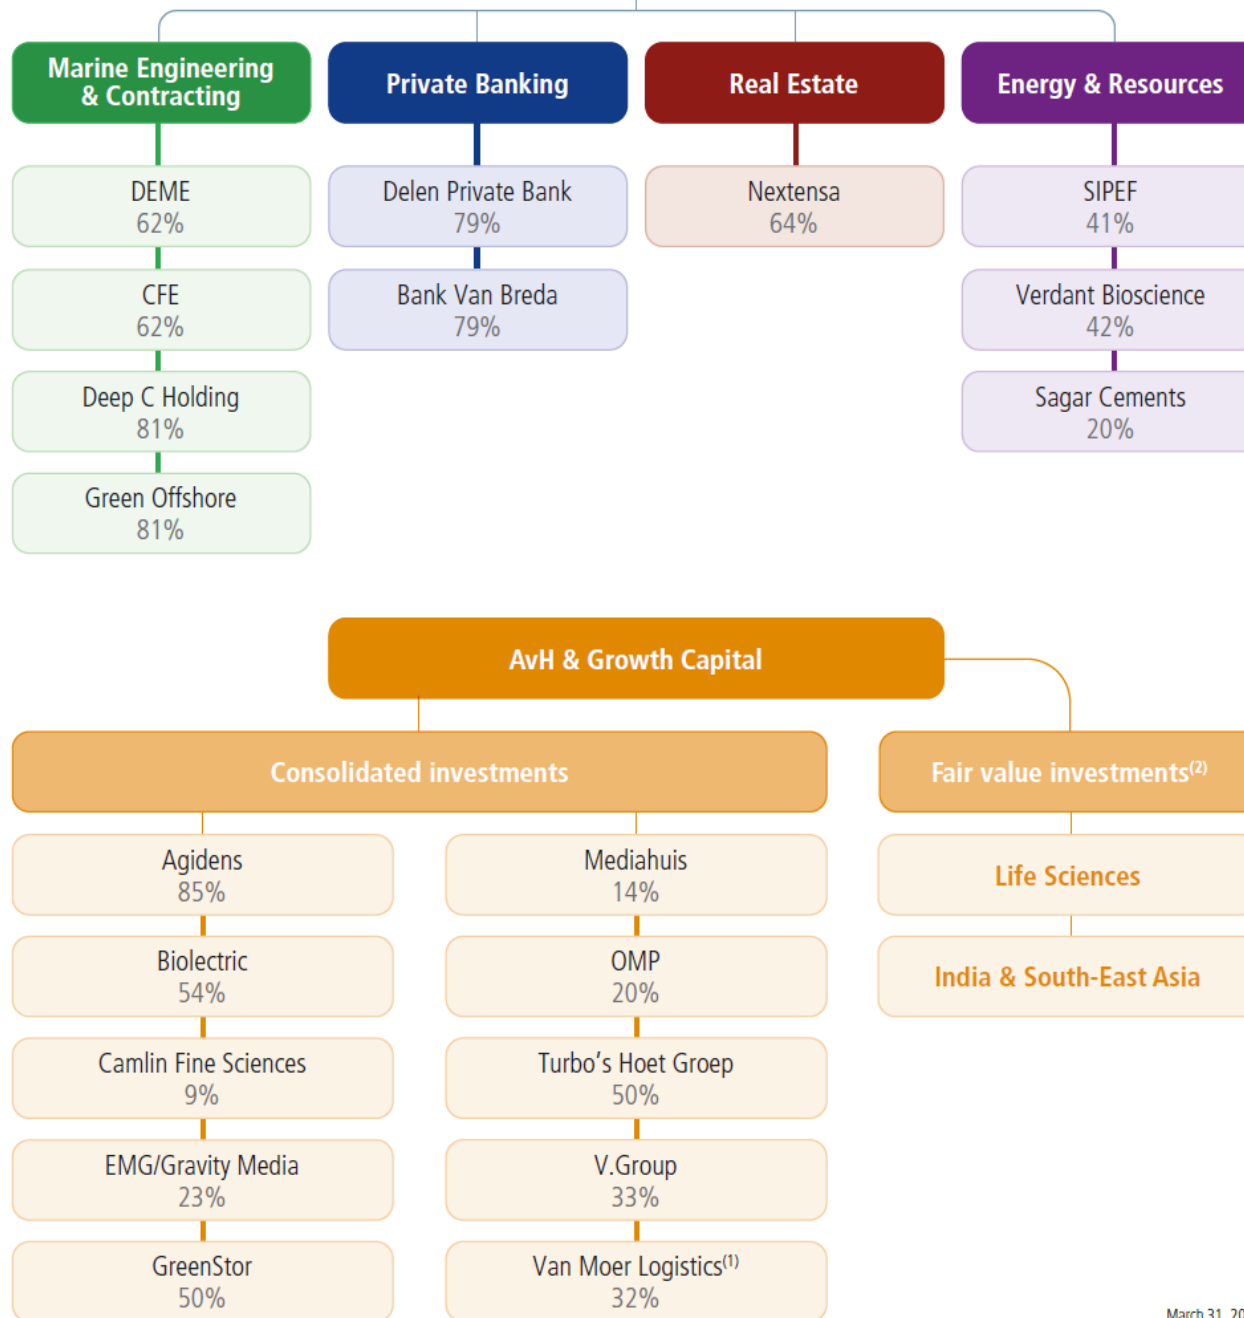 Marine Engineering
& Contracting
DEME
62%
CFE
62%
Deep C Holding
81%
Green Offshore
81%
Private Banking
Delen Private Bank
79%
Bank Van Breda
79%
Real Estate
Nextensa
64%
Energy & Resources
SIPEF
41%
Verdant Bioscience
42%
Sagar Cements
20%
AvH & Growth Capital
Consolidated investments
Agidens
85%
Biolectric
54%
Camlin Fine Sciences
9%
EMG/Gravity Media
23%
GreenStor
50%
Mediahuis
14%
OMP
20%
Turbo’s Hoet Groep
50%
V.Group
33%
Van Moer Logistics(1)
32%
Fair value investments(2)
Life Sciences
India & South-East Asia
March 31,